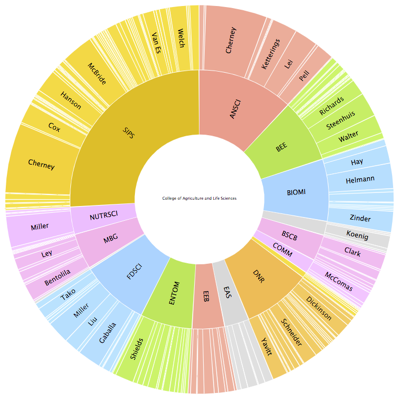 College of Agriculture and Life Sciences
ANSCI
BEE
BIOMI
BSCB
COMM
DNR
EAS
EEB
ENTOM
FDSCI
MBG
NUTRSCI
SIPS
Cherney
Ketterings
Lei
Pell
Richards
Steenhuis
Walter
Hay
Helmann
Zinder
Koenig
Clark
McComas
Dickinson
Schneider
Yavitt
Shields
Gaballa
Liu
Miller
Tako
Bentolila
Ley
Miller
Cherney
Cox
Hanson
McBride
Van Es
Welch